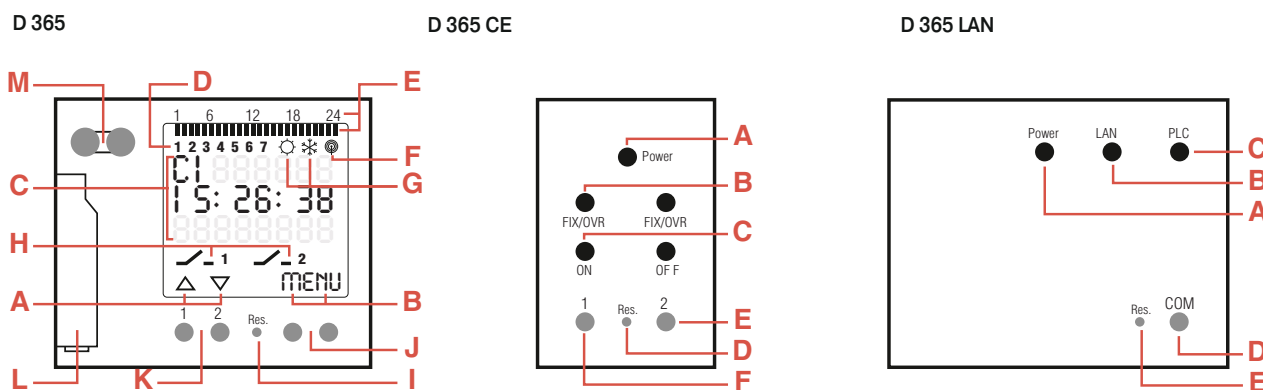 D 365
D 365 CE
D 365 LAN
M
D
E
1 6 12 18 24
1 2 3 4 5 6 7
F
G
C
C1
15:26:38
H
1 2
A
MENU
B
1 2
Res.
J
L
K
I
A
Power
B
FIX/OVR FIX/OVR
C
ON OF F
1 Res. 2
E
D
F
Power LAN PLC
C
B
A
Res. COM
D
E